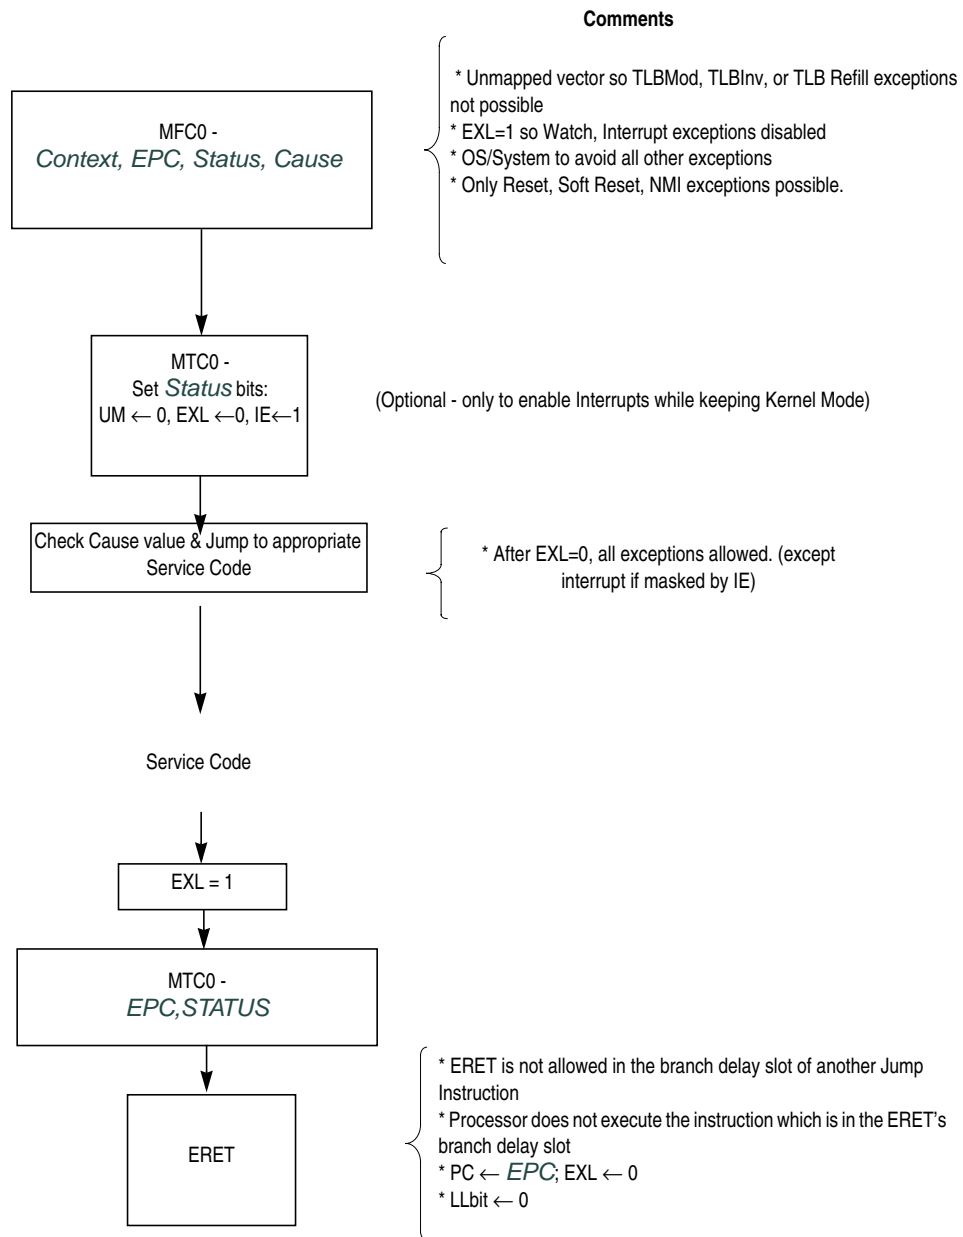 Comments
* Unmapped vector so TLBMod, TLBInv, or TLB Refill exceptions
not possible
* EXL=1 so Watch, Interrupt exceptions disabled
* OS/System to avoid all other exceptions
* Only Reset, Soft Reset, NMI exceptions possible.
MFC0 -
Context, EPC, Status, Cause
MTC0 -
Set Status bits:
UM ← 0, EXL ←0, IE←1
(Optional - only to enable Interrupts while keeping Kernel Mode)
Check Cause value & Jump to appropriate
Service Code
* After EXL=0, all exceptions allowed. (except
interrupt if masked by IE)
Service Code
EXL = 1
MTC0 -
EPC,STATUS
ERET
* ERET is not allowed in the branch delay slot of another Jump
Instruction
* Processor does not execute the instruction which is in the ERET's
branch delay slot
* PC ← EPC; EXL ← 0
* LLbit ← 0